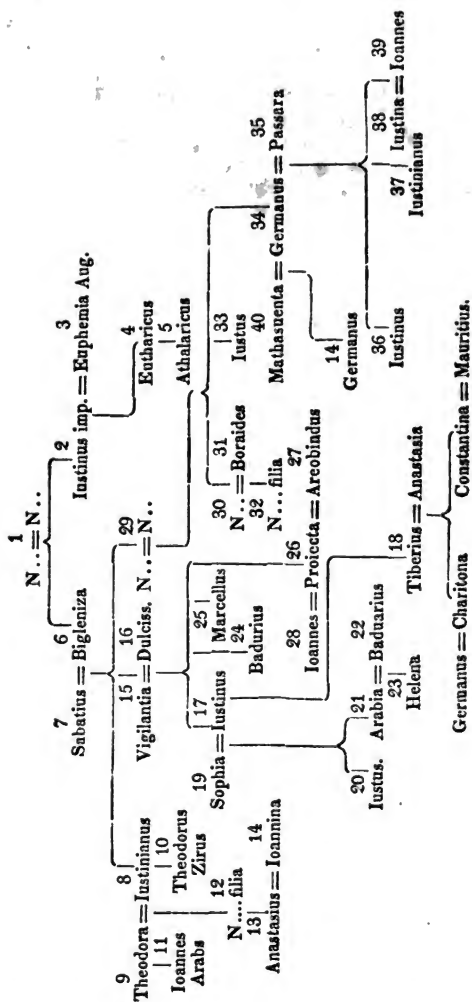 1
N.. = N..
6 2 3
7 Sabatius = Bigleniza Iustinus imp. = Euphemia Aug.
4
Eutharicus
5
Athalaricus
9 8 15 16 29
Theodora = Iustinianus Vigilantia = Dulciss. N.. = N..
11 10
Ioannes Theodorus
Arabs Zirus
12
N....filia
13 14
Anastasius = Ioannina
17 25 Marcellus
24
Badurius
19
Sophia = Iustinus
28 26 27
Ioannes = Proiecta = Areobindus
30 31 33 34 35
N.. = Boraides Iustus
32 40
N... filia Mathasuenta = Germanus = Passara
14
Germanus
36 37 38 39
Iustinus Iustinianus Iustina = Ioannes
20 21 22
Iustus. Arabia = Baduarius
23
Helena
18
Tiberius = Anastasia
Germanus = Charitona Constantina = Mauritius.